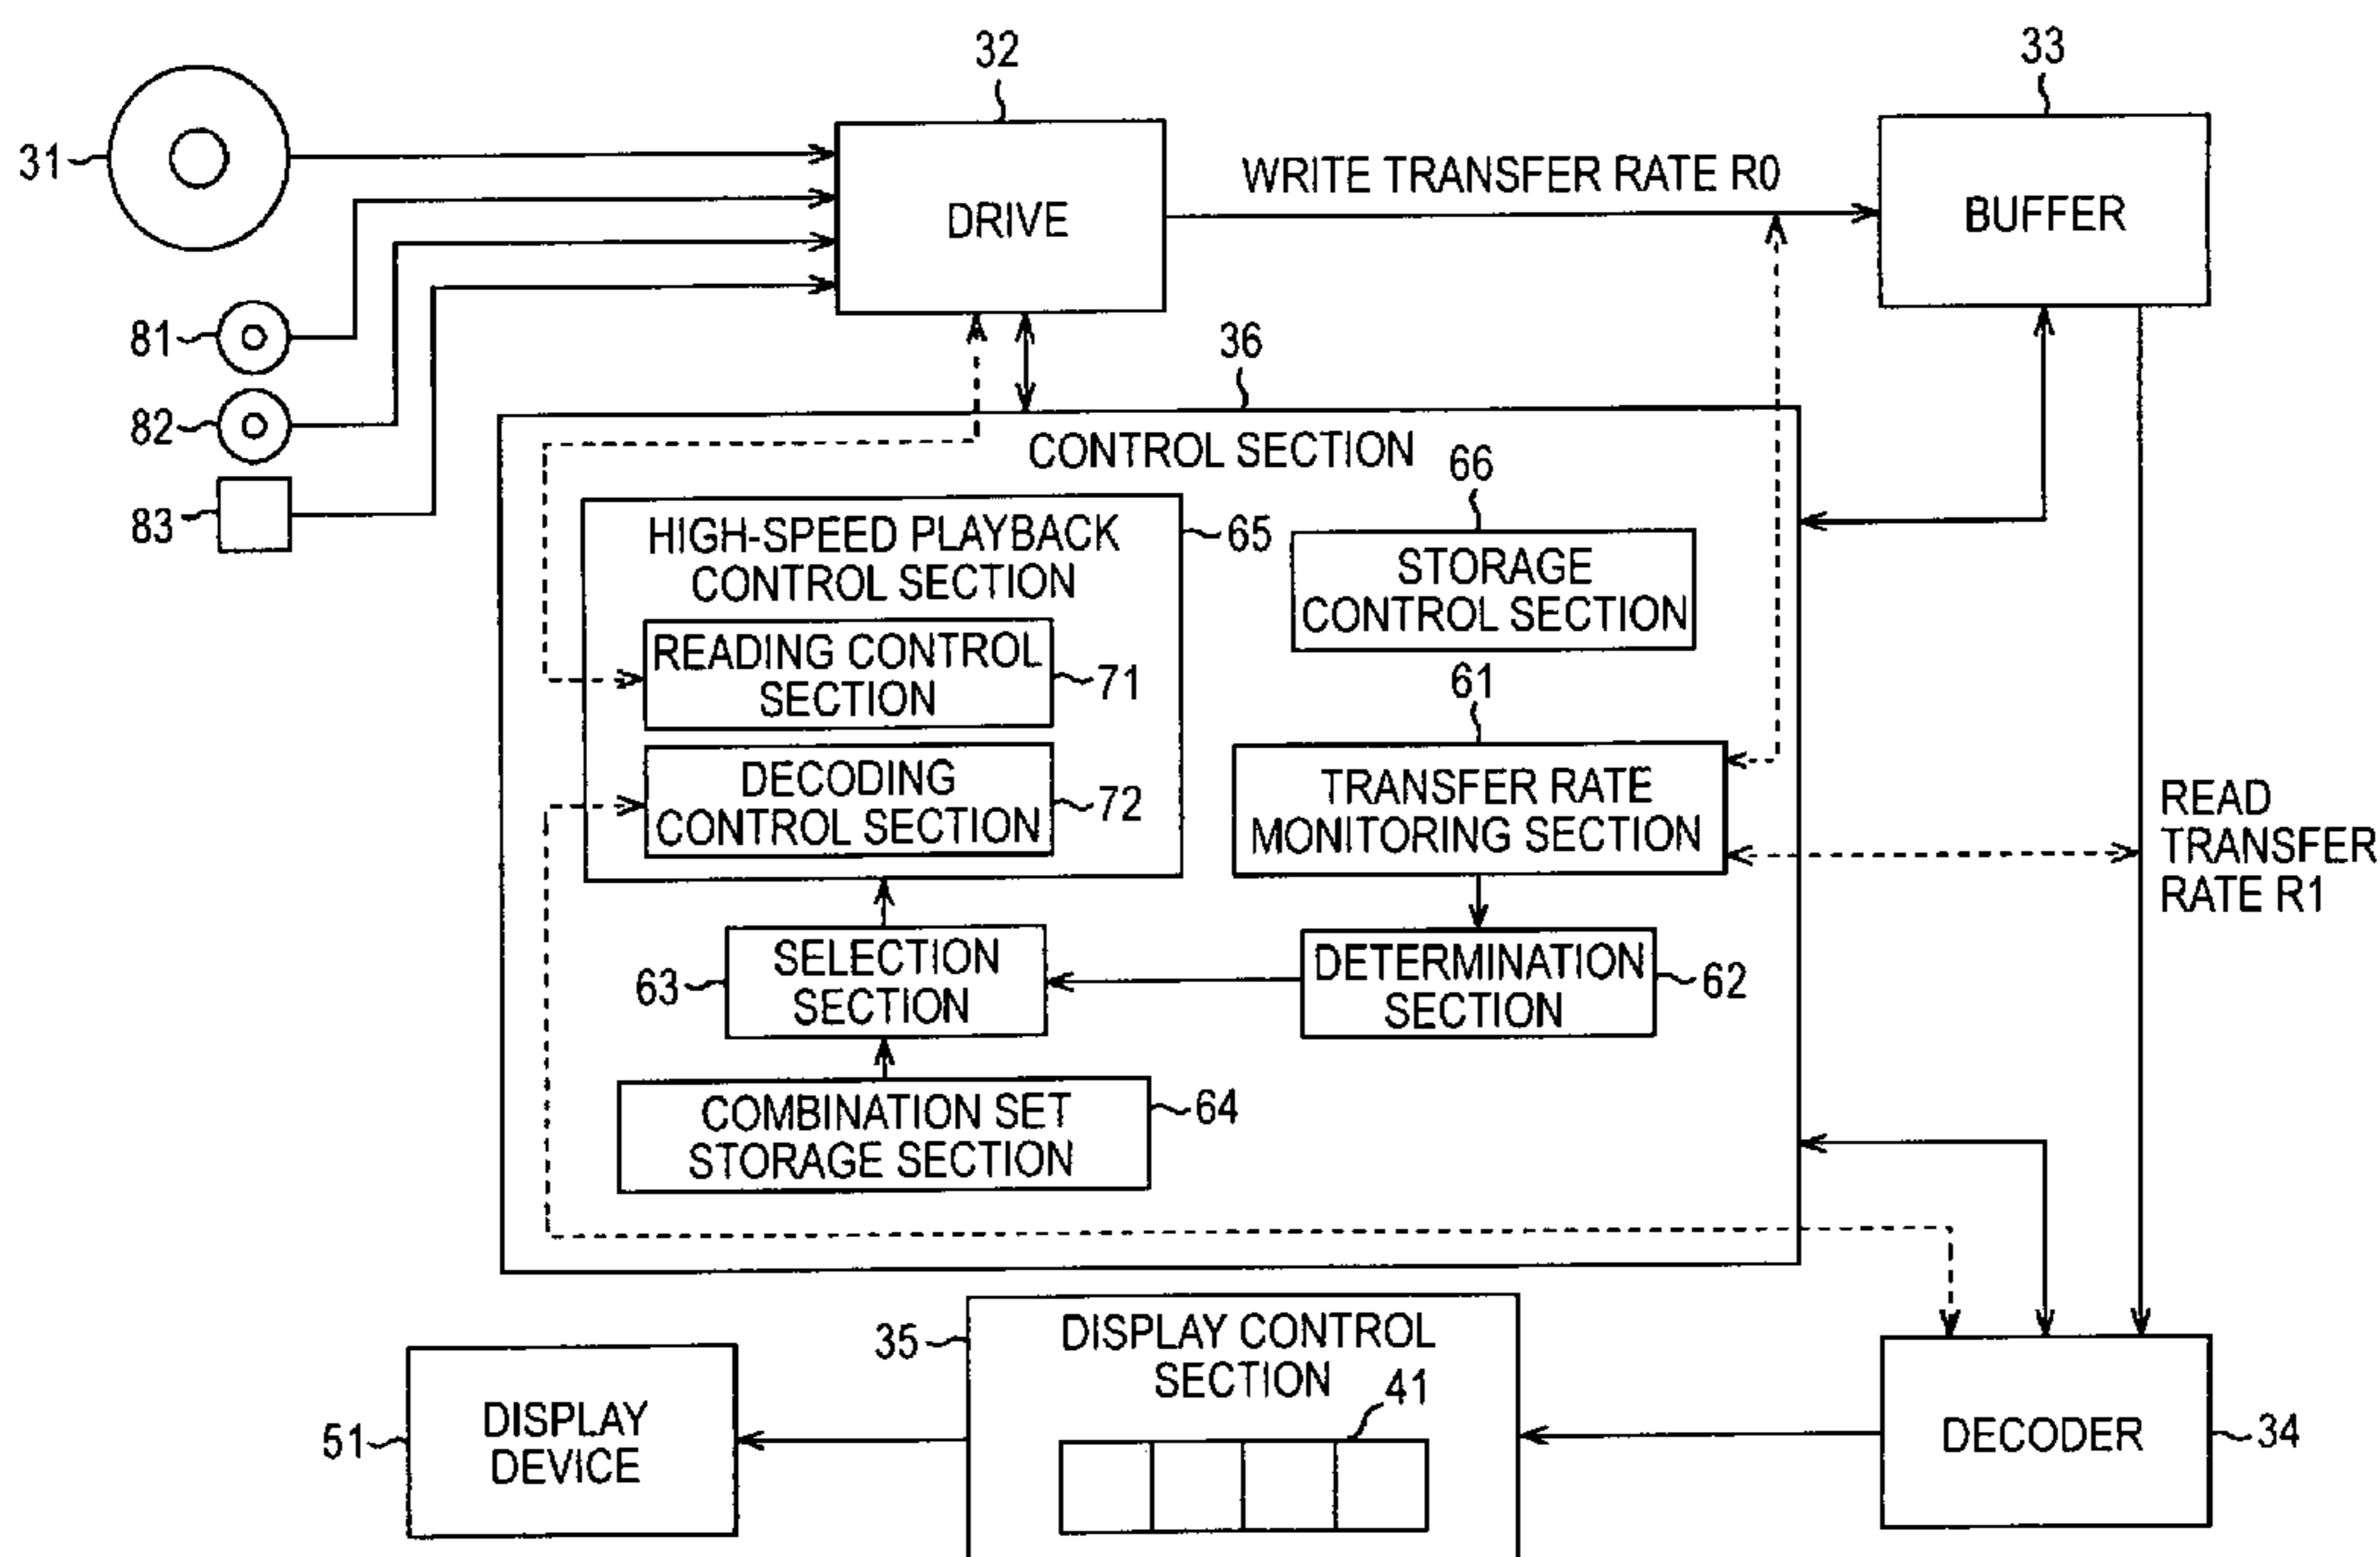 32
33
31
WRITE TRANSFER RATE R0
DRIVE
BUFFER
81
36
82
CONTROL SECTION
66
83
HIGH-SPEED PLAYBACK
CONTROL SECTION
65
STORAGE
CONTROL SECTION
READING CONTROL
SECTION
71
61
DECODING
CONTROL SECTION
72
TRANSFER RATE
MONITORING SECTION
READ
TRANSFER
RATE R1
63
SELECTION
SECTION
DETERMINATION
SECTION
62
COMBINATION SET
STORAGE SECTION
64
35
DISPLAY CONTROL
SECTION
41
51
DISPLAY
DEVICE
DECODER
34